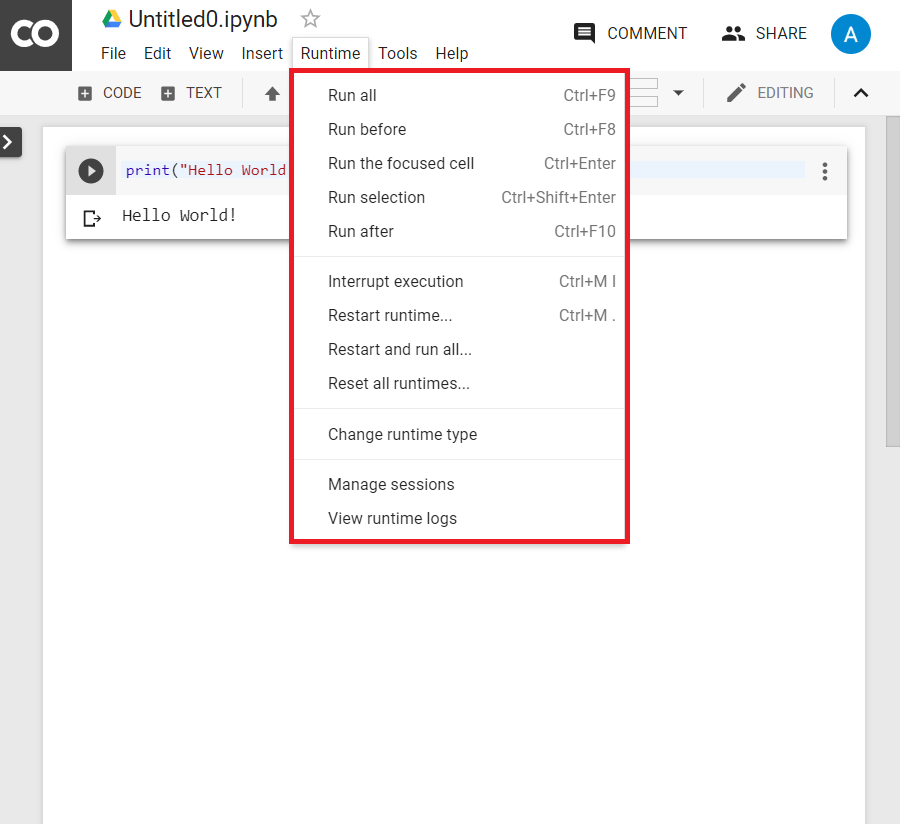 CO Untitled0.ipynb COMMENT SHARE A
File Edit View Insert Runtime Tools Help
CODE TEXT EDITING
Run all Ctrl+F9
Run before Ctrl+F8
Run the focused cell Ctrl+Enter
Run selection Ctrl+Shift+Enter
Run after Ctrl+F10
Interrupt execution Ctrl+M I
Restart runtime... Ctrl+M .
Restart and run all...
Reset all runtimes...
Change runtime type
Manage sessions
View runtime logs
print("Hello World
Hello World!